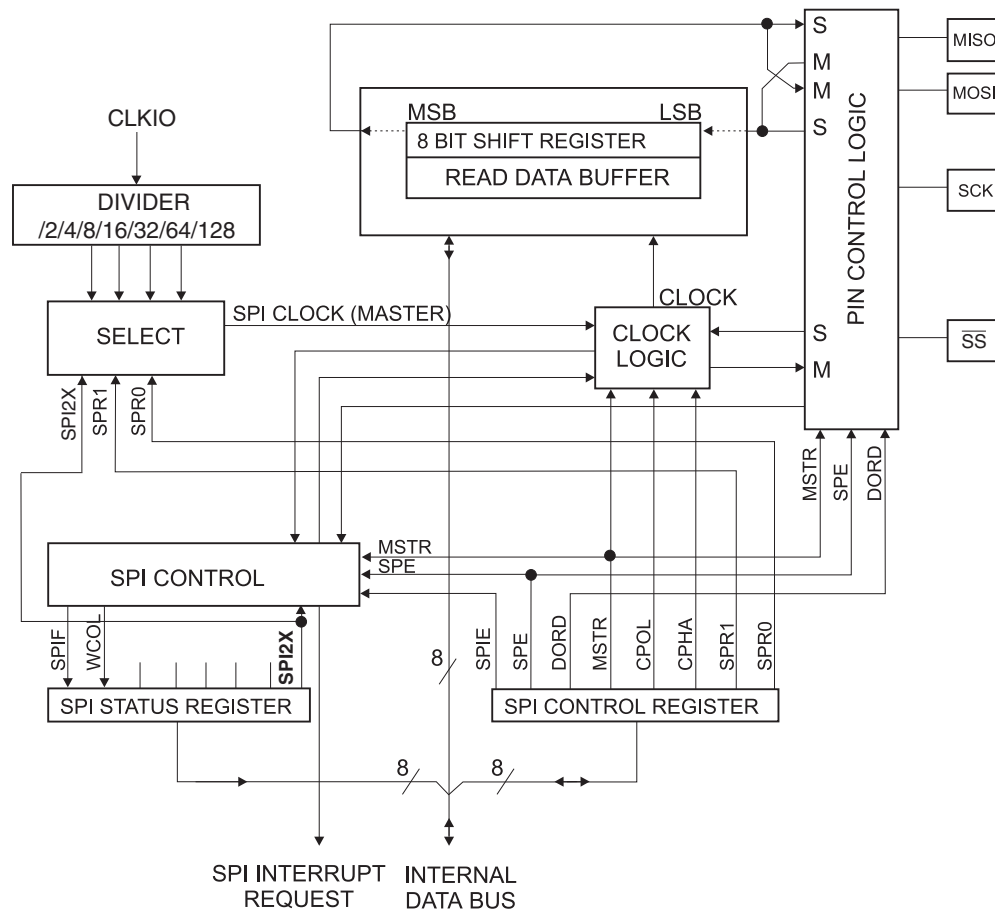 S
MISO
M
M
MOSI
MSB
LSB
S
8 BIT SHIFT REGISTER
READ DATA BUFFER
CLKIO
DIVIDER
/2/4/8/16/32/64/128
PIN CONTROL LOGIC
SCK
SPI CLOCK (MASTER)
SELECT
CLOCK
CLOCK
LOGIC
S
M
SS
SPI2X
SPR1
SPR0
MSTR
SPE
DORD
MSTR
SPE
SPI CONTROL
SPIF
WCOL
SPI2X
8
SPIE
SPE
DORD
MSTR
CPOL
CPHA
SPR1
SPR0
SPI STATUS REGISTER
SPI CONTROL REGISTER
8
8
SPI INTERRUPT
REQUEST
INTERNAL
DATA BUS